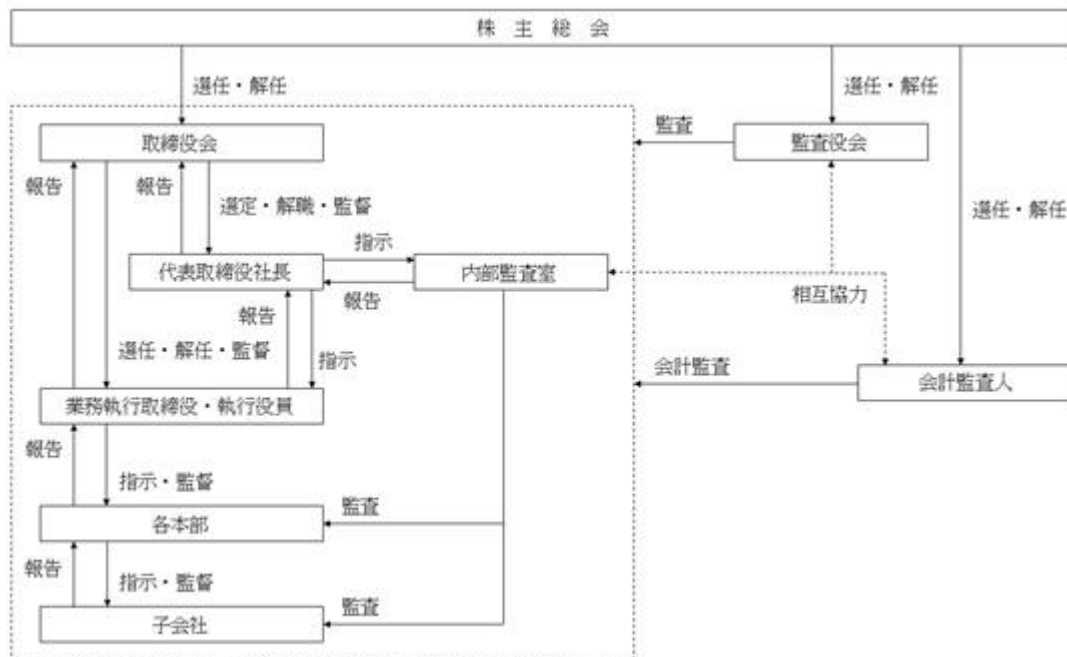 株 主 総 会
選任・解任
選任・解任
監査
取締役会
監査役会
報告
報告
選定・解職・監督
選任・解任
指示
代表取締役社長
内部監査室
報告
相互協力
報告
選任・解任・監督
指示
会計監査
会計監査人
業務執行取締役・執行役員
報告
指示・監督
監査
各本部
報告
指示・監督
監査
子会社